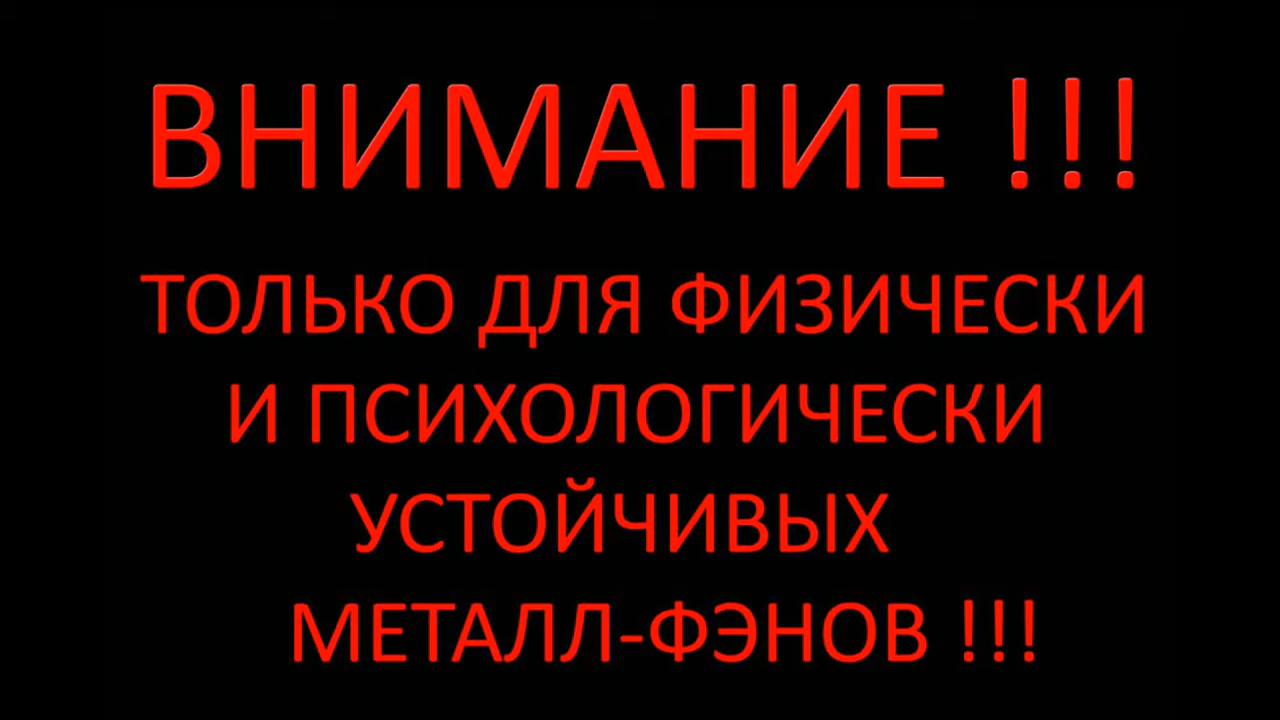 ВНИМАНИЕ !!!
ТОЛЬКО ДЛЯ ФИЗИЧЕСКИ
И ПСИХОЛОГИЧЕСКИ
УСТОЙЧИВЫХ
МЕТАЛЛ-ФЭНОВ !!!